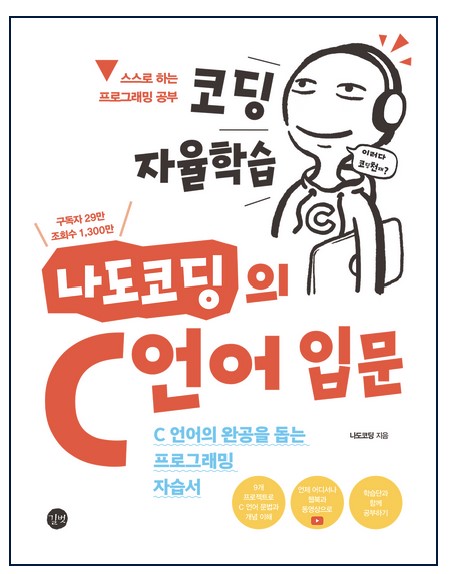 스스로 하는
프로그래밍 공부
코딩
자율학습
이러다
코딩천재?
C
구독자 29만
조회수 1,300만
나도코딩의
C 언어 입문
C 언어의 완공을 돕는
프로그래밍
자습서
나도코딩 지음
9개
프로젝트로
C 언어 문법과
개념 이해
언제 어디서나
웹북과
동영상으로
학습단과
함께
공부하기
길벗